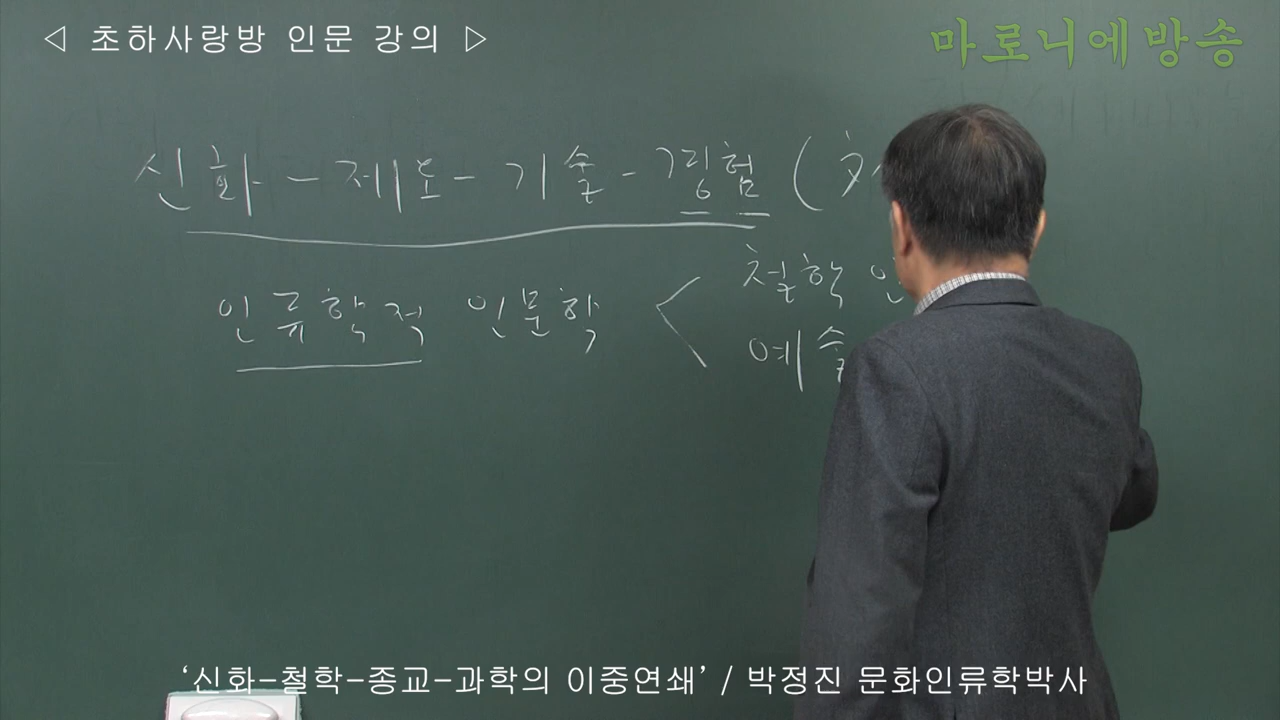 ◁ 초하사랑방 인문 강의 ▷
마로니에방송
신화 - 제도 - 기술 - 경험 (
인류학적 인문학 < 철학
예술
‘신화-철학-종교-과학의 이중연쇄’ / 박정진 문화인류학박사